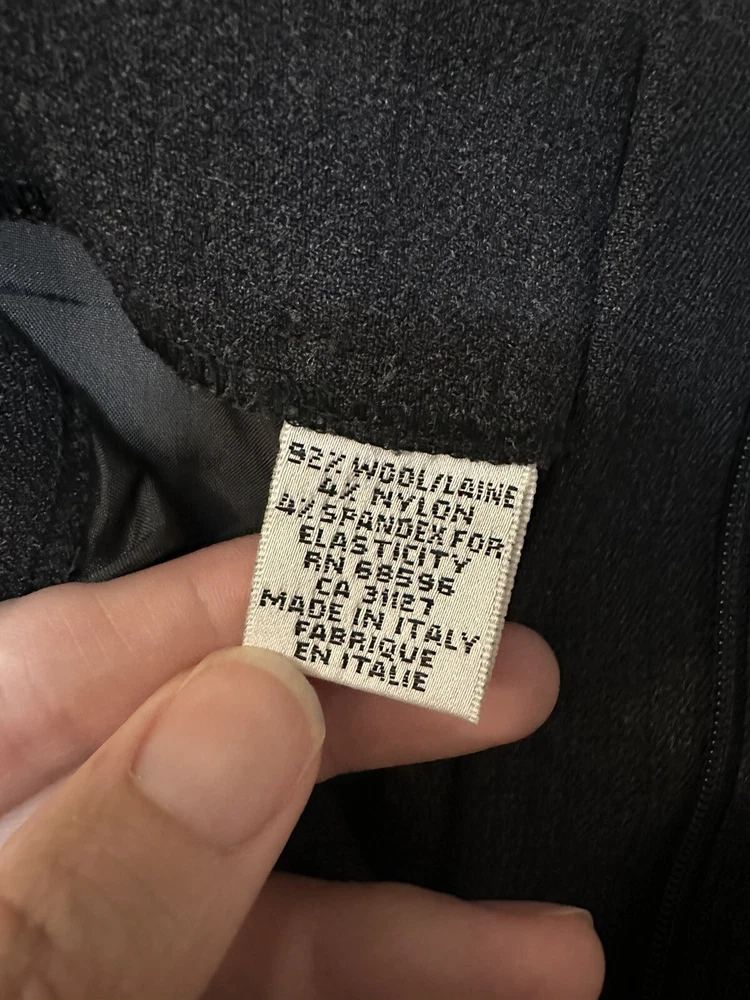 92% WOOL/LAINE
4% NYLON
4% SPANDEX FOR
ELASTICITY
RN 68596
CA 31127
MADE IN ITALY
FABRIQUE
EN ITALIE